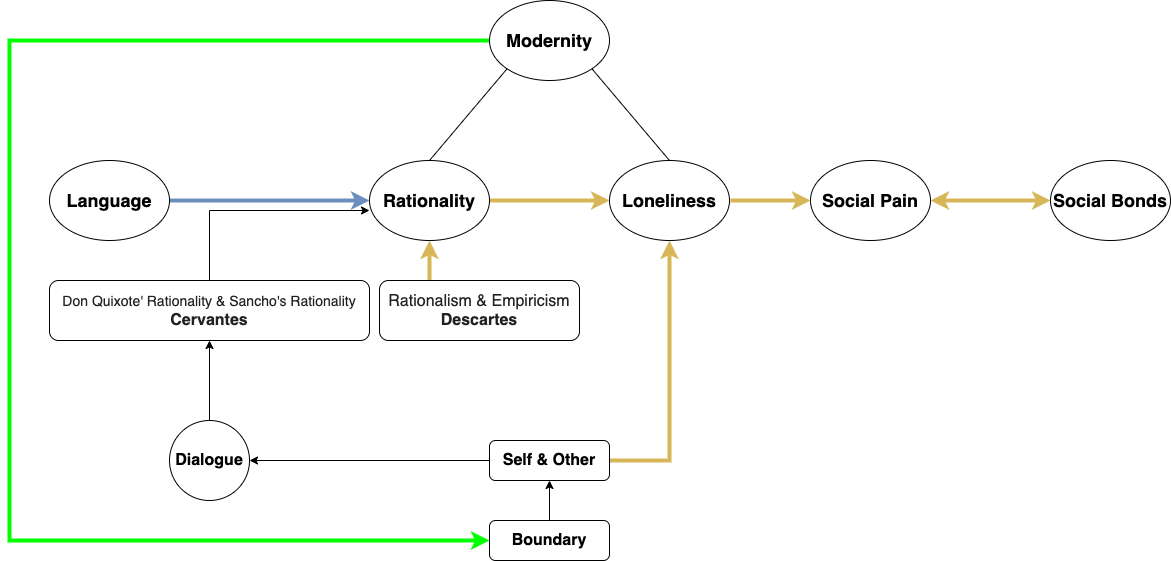 Modernity
Language
Rationality
Loneliness
Social Pain
Social Bonds
Don Quixote' Rationality & Sancho's Rationality
Cervantes
Rationalism & Empiricism
Descartes
Dialogue
Self & Other
Boundary